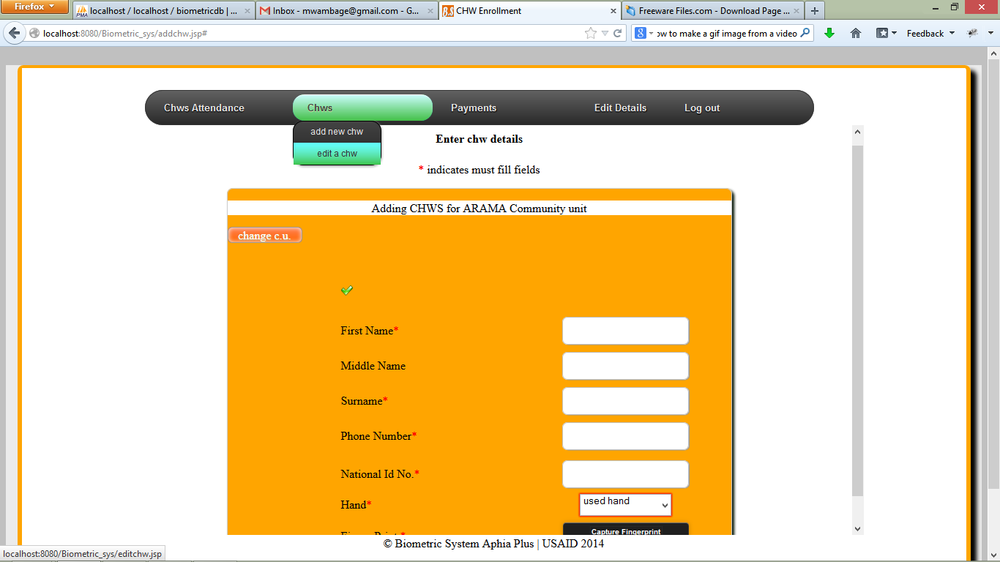 Firefox
localhost / localhost / biometricdb | ...
Inbox - mwambage@gmail.com - G...
CHW Enrollment
Freeware Files.com - Download Page ...
localhost:8080/Biometric_sys/addchw.jsp#
ow to make a gif image from a video
Feedback
Chws Attendance
Chws
Payments
Edit Details
Log out
add new chw
edit a chw
Enter chw details
* indicates must fill fields
Adding CHWS for ARAMA Community unit
change c.u.
First Name*
Middle Name
Surname*
Phone Number*
National Id No.*
Hand*
used hand
Capture Fingerprint
© Biometric System Aphia Plus | USAID 2014
localhost:8080/Biometric_sys/editchw.jsp